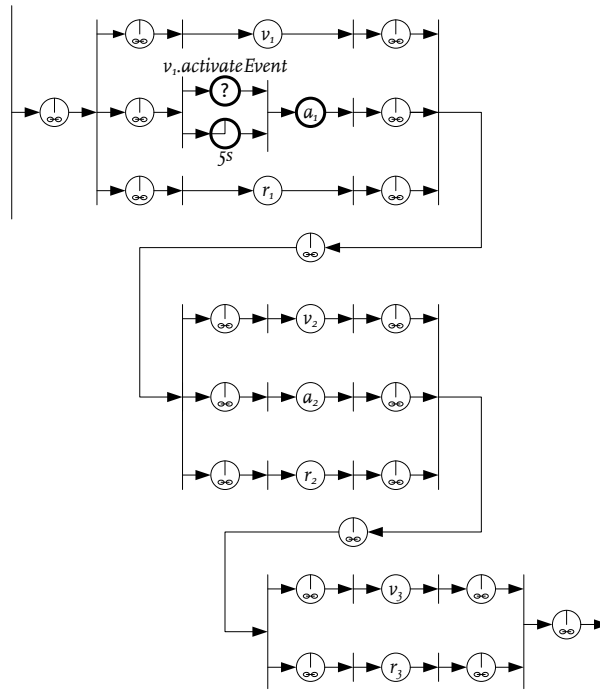 v₁
v₁.activateEvent
?
a₁
5s
r₁
v₂
a₂
r₂
v₃
r₃